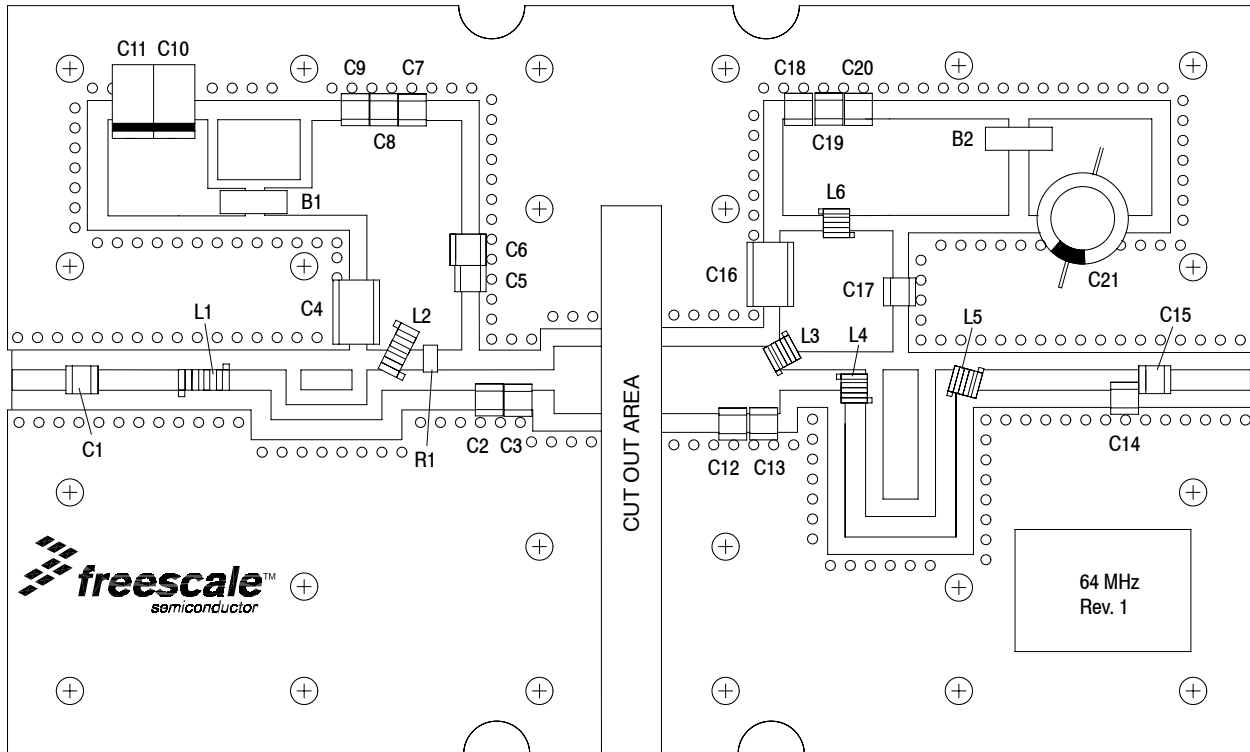 C11 C10
C9 C7
C8
B1
C6
C5
C4
L1
L2
C1
C2 C3
R1
CUT OUT AREA
C18 C20
C19
B2
L6
C16
C17
C21
L3
L4
L5
C15
C12 C13
C14
freescale™
semiconductor
64 MHz
Rev. 1